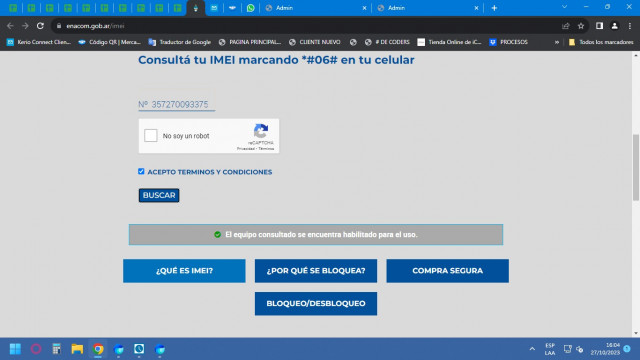 Admin
Admin
enacom.gob.ar/imei
Kerio Connect Clien...
Código QR | Merca...
Traductor de Google
PAGINA PRINCIPAL...
CLIENTE NUEVO
# DE CODERS
Tienda Online de iC...
PROCESOS
»
Todos los marcadores
Consultá tu IMEI marcando *#06# en tu celular
Nº 357270093375
No soy un robot
reCAPTCHA
Privacidad - Términos
ACEPTO TERMINOS Y CONDICIONES
BUSCAR
El equipo consultado se encuentra habilitado para el uso.
¿QUÉ ES IMEI?
¿POR QUÉ SE BLOQUEA?
COMPRA SEGURA
BLOQUEO/DESBLOQUEO
ESP
LAA
16:04
27/10/2023